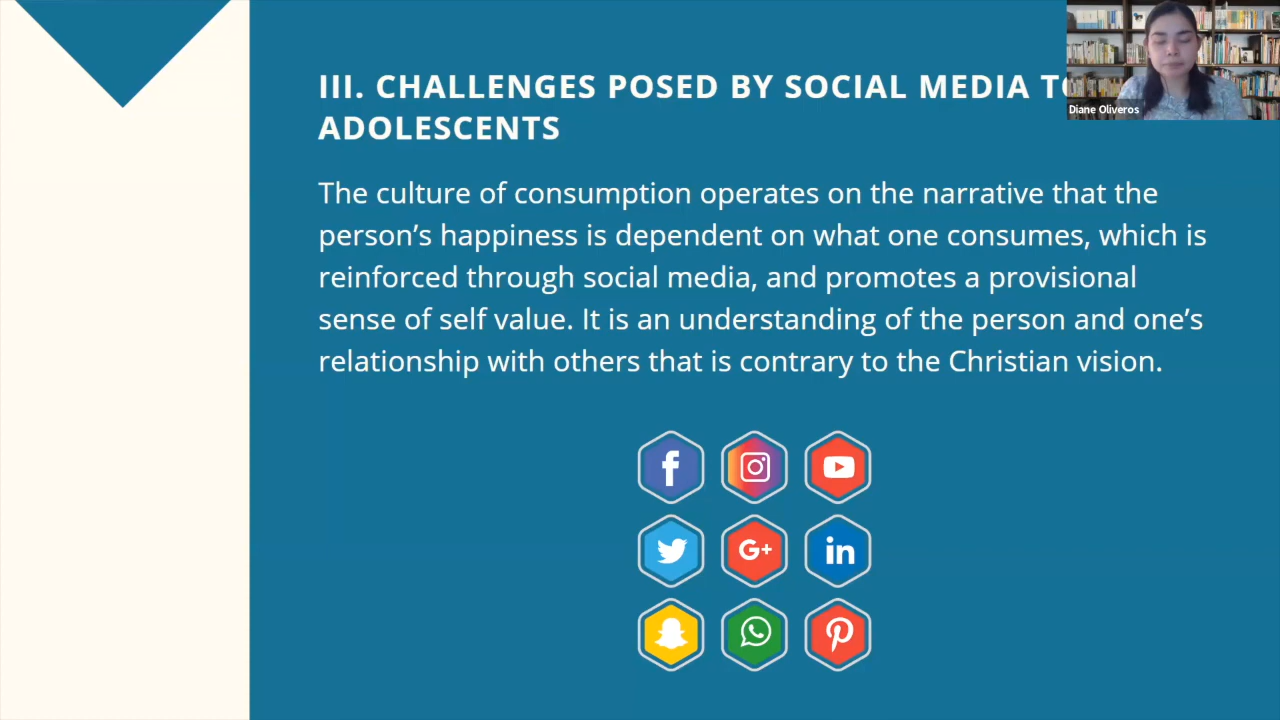 III. CHALLENGES POSED BY SOCIAL MEDIA
ADOLESCENTS
Diane Oliveros
The culture of consumption operates on the narrative that the
person's happiness is dependent on what one consumes, which is
reinforced through social media, and promotes a provisional
sense of self value. It is an understanding of the person and one's
relationship with others that is contrary to the Christian vision.
f
G+
in